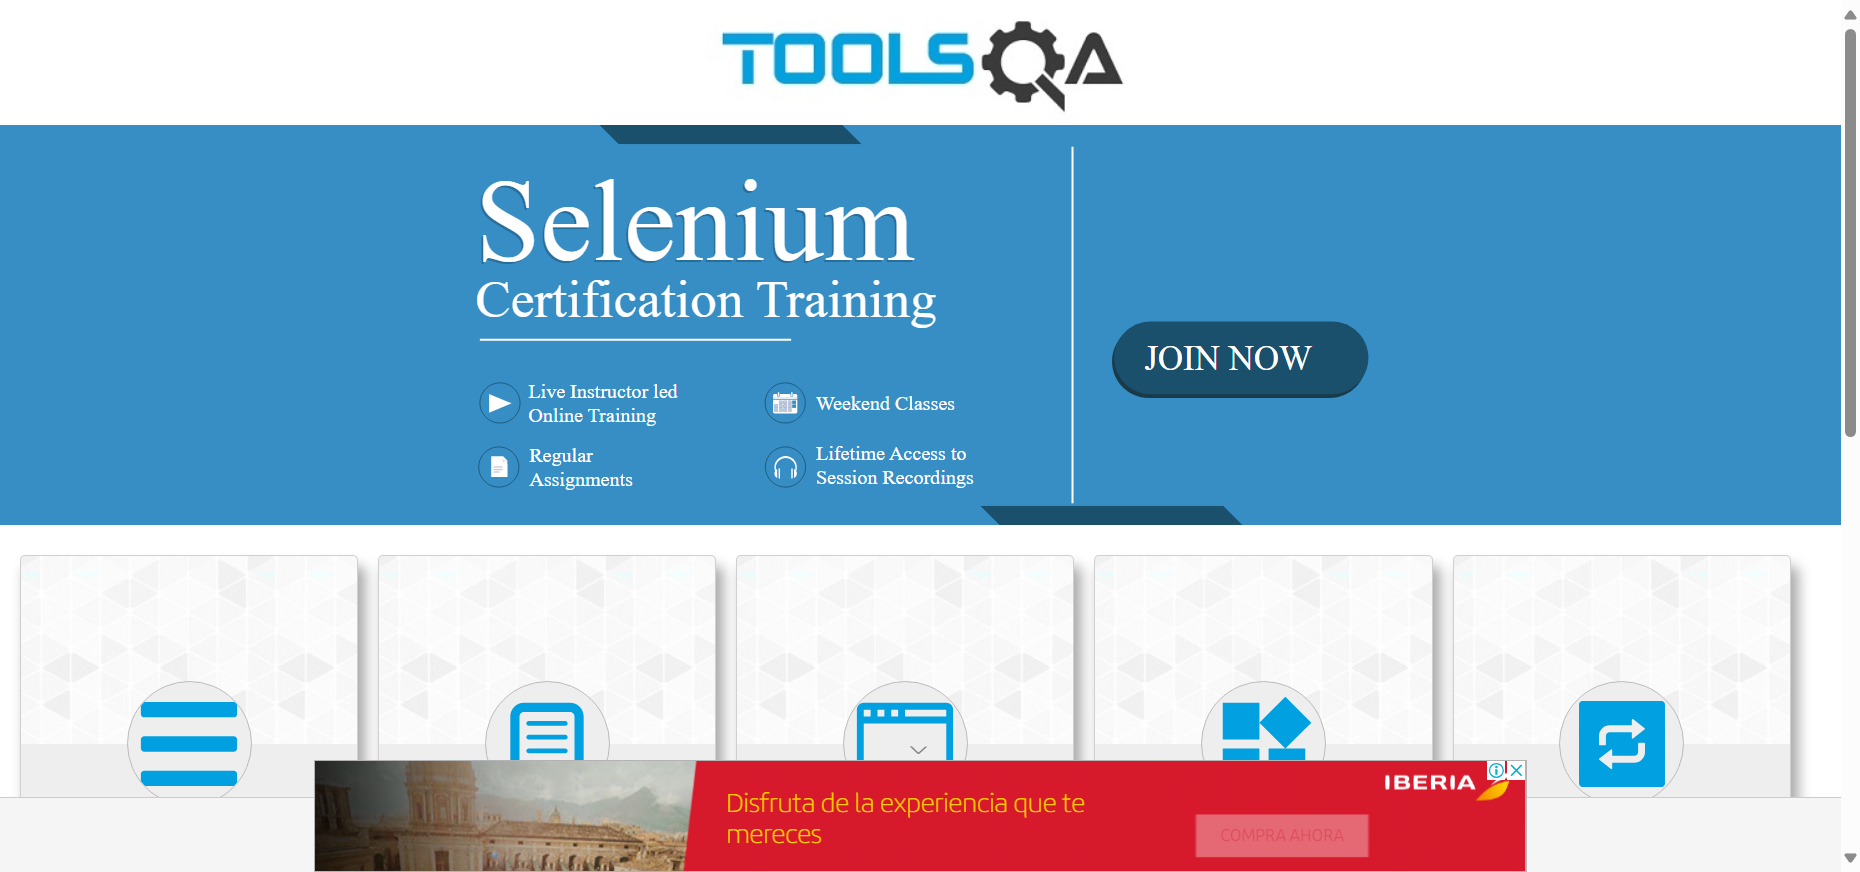 TOOLSQA
Selenium
Certification Training
JOIN NOW
Live Instructor led
Online Training
Weekend Classes
Regular
Assignments
Lifetime Access to
Session Recordings
IBERIA
Disfruta de la experiencia que te
mereces
COMPRA AHORA